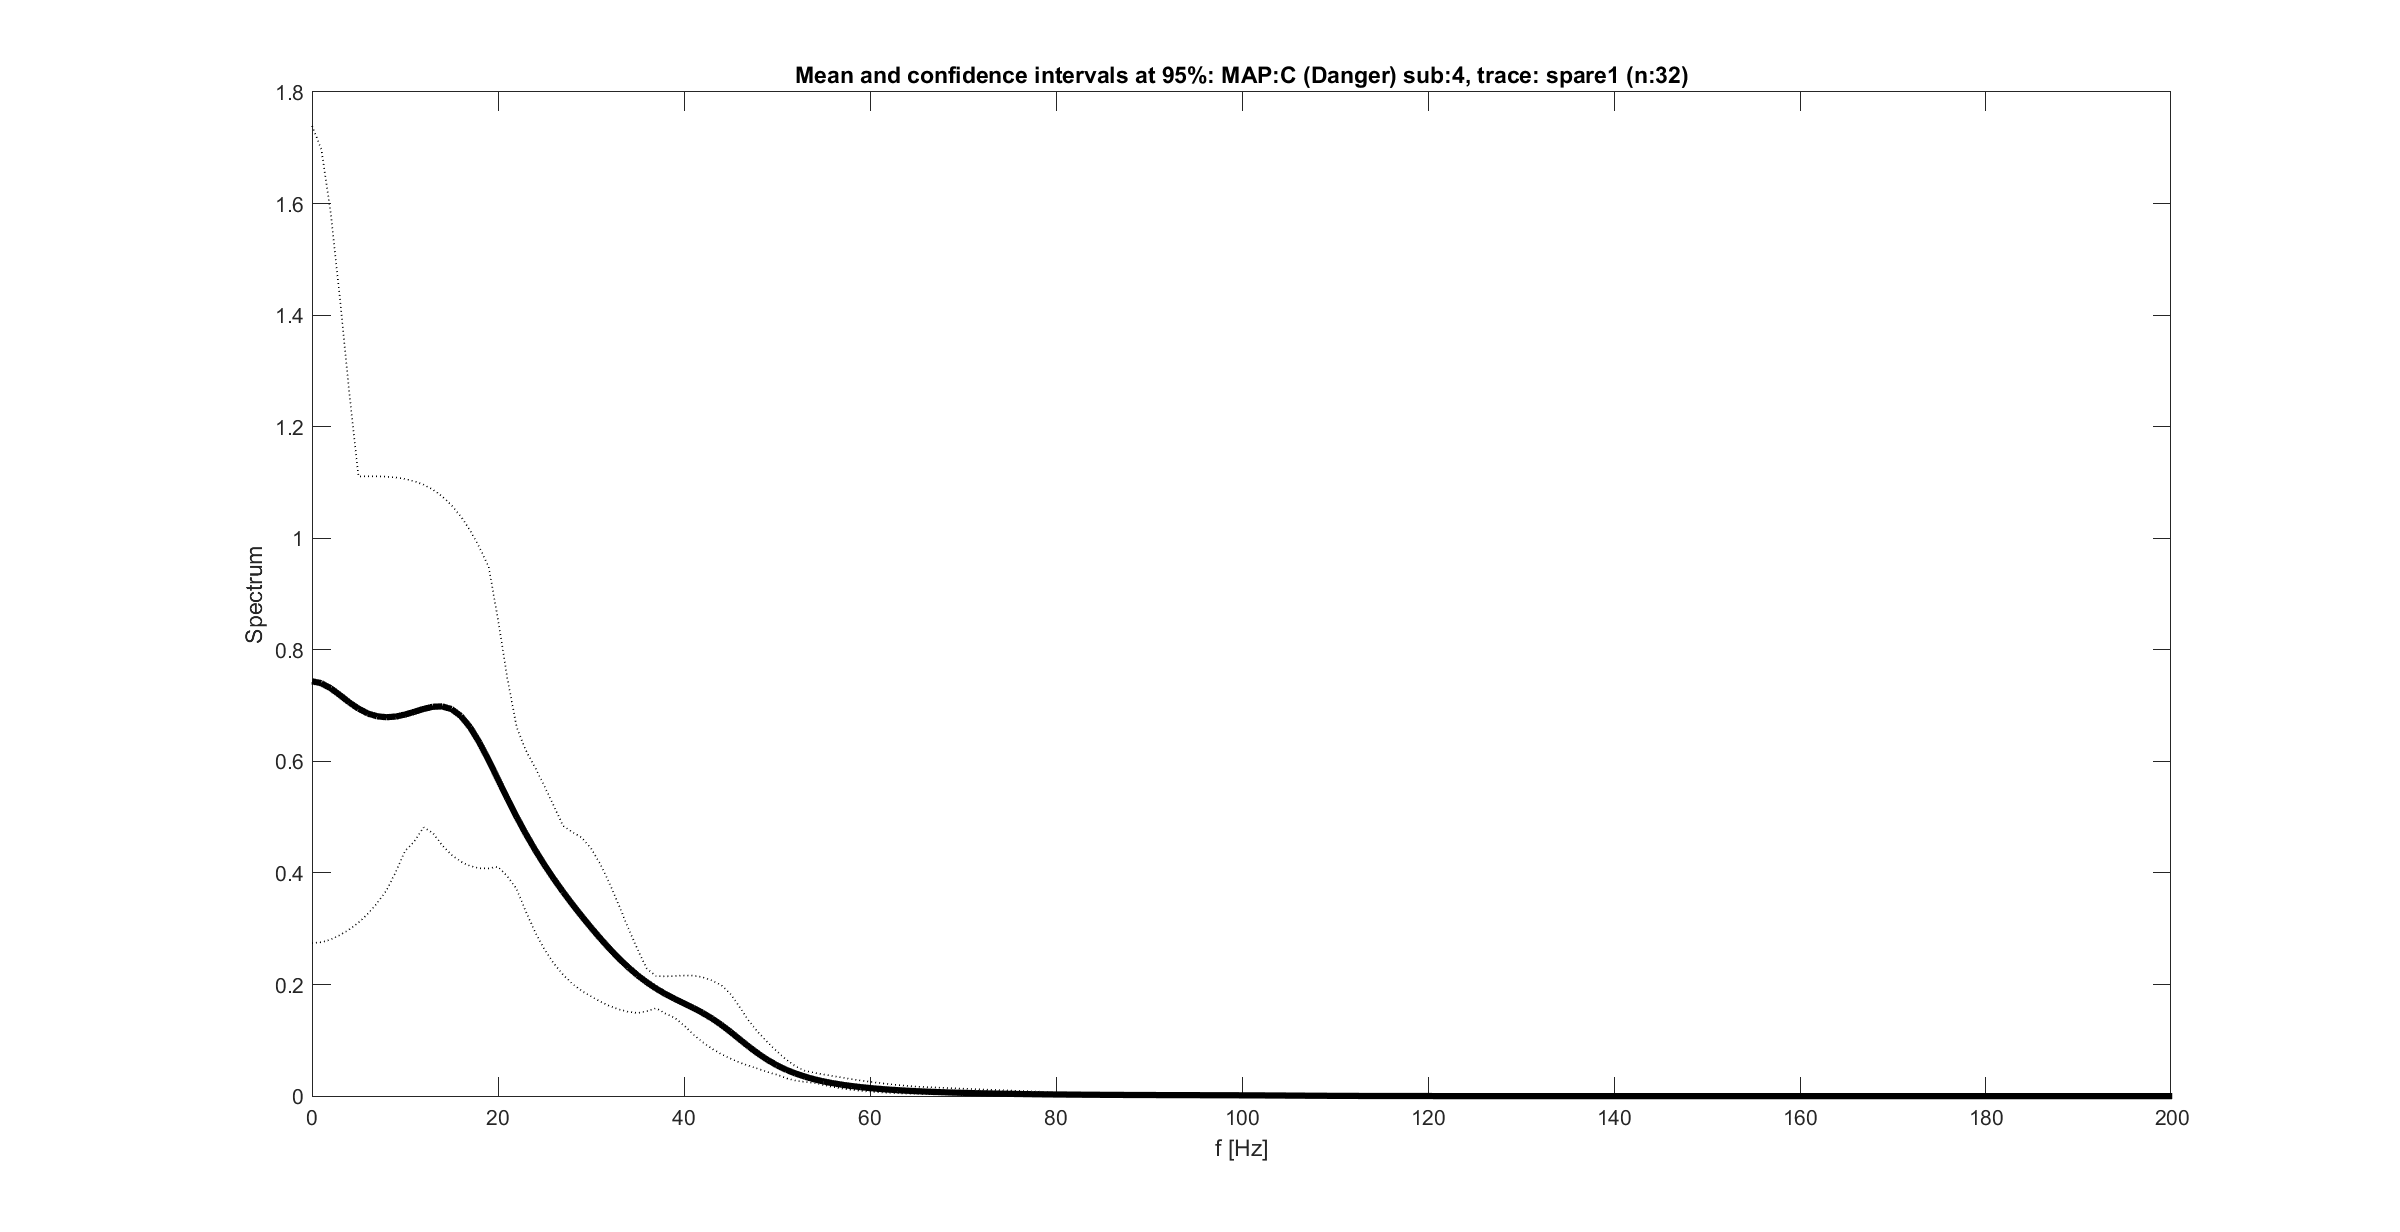 Mean and confidence intervals at 95%: MAP:C (Danger) sub:4, trace: spare1 (n:32)
1.8
1.6
1.4
1.2
1
0.8
0.6
0.4
0.2
0
Spectrum
0 20 40 60 80 100 120 140 160 180 200
f [Hz]